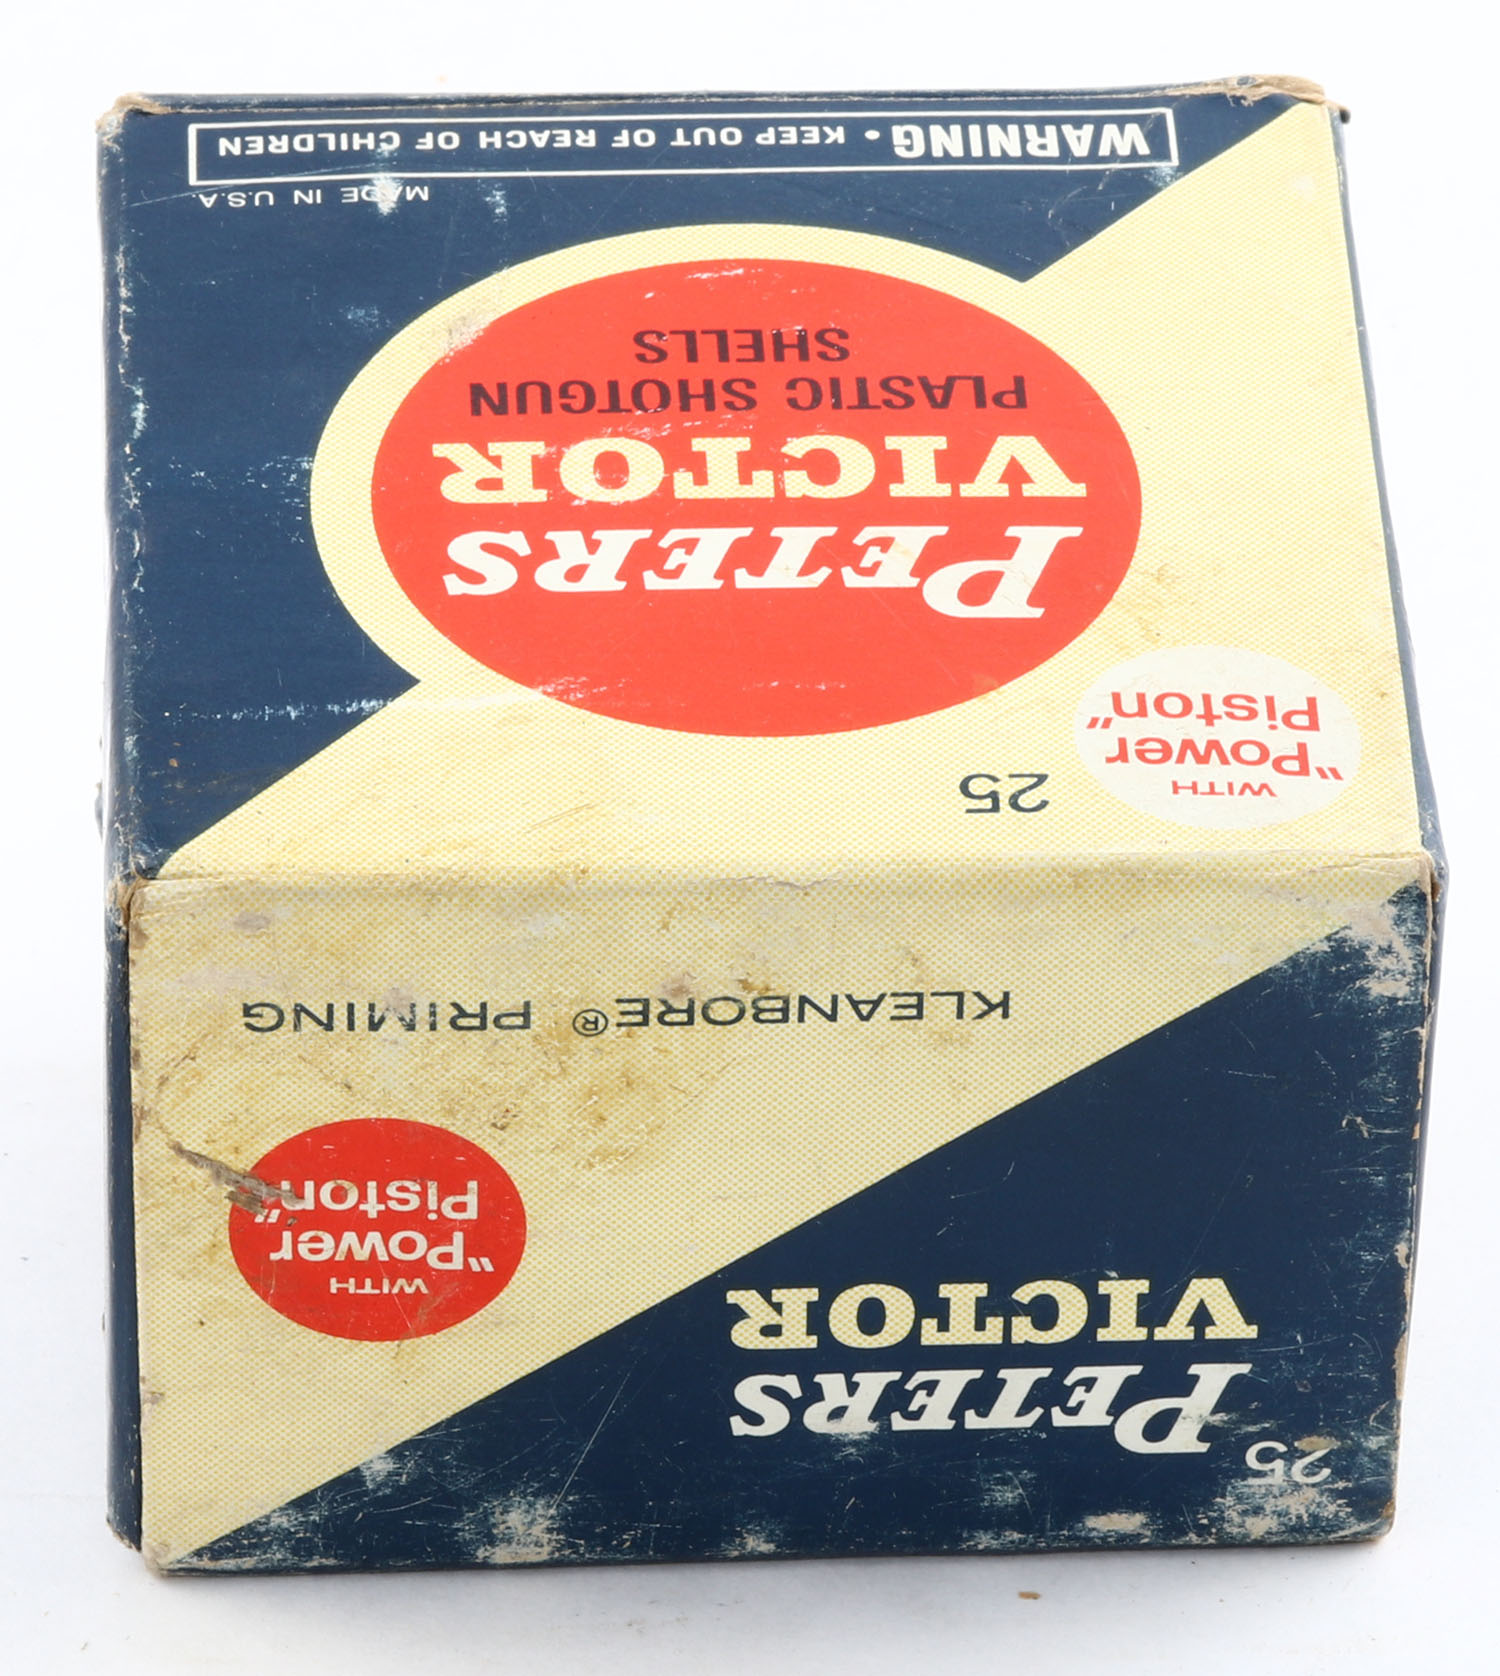 25
PETERS
VICTOR
WITH
"Power
Piston"
KLEANBORE® PRIMING
WITH
"Power
Piston"
25
PETERS
VICTOR
PLASTIC SHOTGUN
SHELLS
MADE IN U.S.A.
WARNING • KEEP OUT OF REACH OF CHILDREN